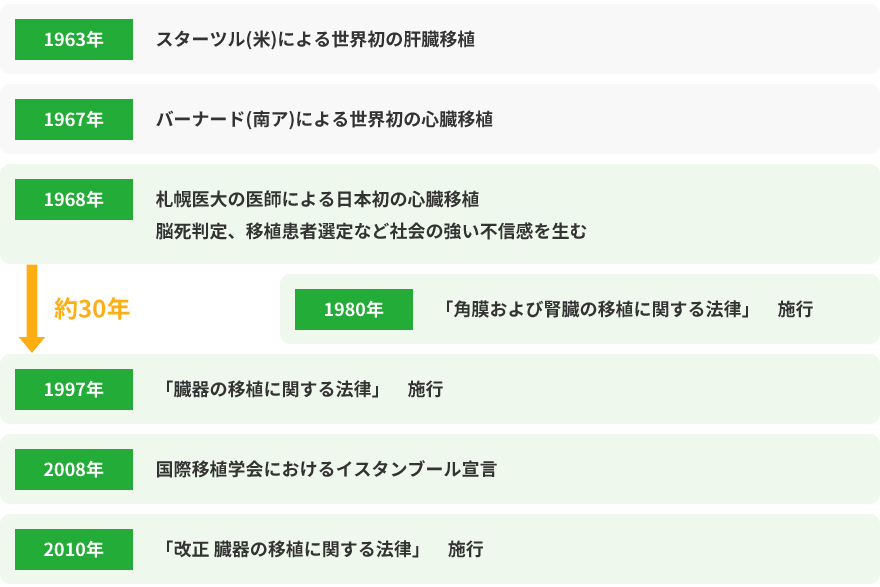 1963年 スターツル(米)による世界初の肝臓移植
1967年 バーナード(南ア)による世界初の心臓移植
1968年 札幌医大の医師による日本初の心臓移植
脳死判定、移植患者選定など社会の強い不信感を生む
約30年
1980年 「角膜および腎臓の移植に関する法律」 施行
1997年 「臓器の移植に関する法律」 施行
2008年 国際移植学会におけるイスタンブール宣言
2010年 「改正 臓器の移植に関する法律」 施行